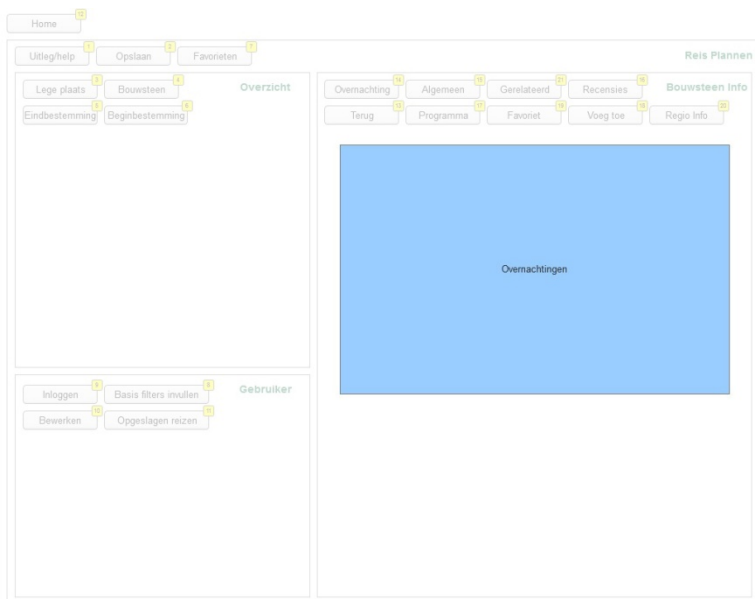 Home
Uitleg/help Opslaan Favorieten Reis Plannen
Lege plaats Bouwsteen Overzicht
Eindbestemming Beginbestemming
Overnachting Algemeen Gerelateerd Recensies Bouwsteen Info
Terug Programma Favoriet Voeg toe Regio Info
Overnachtingen
Inloggen Basis filters invullen Gebruiker
Bewerken Opgeslagen reizen